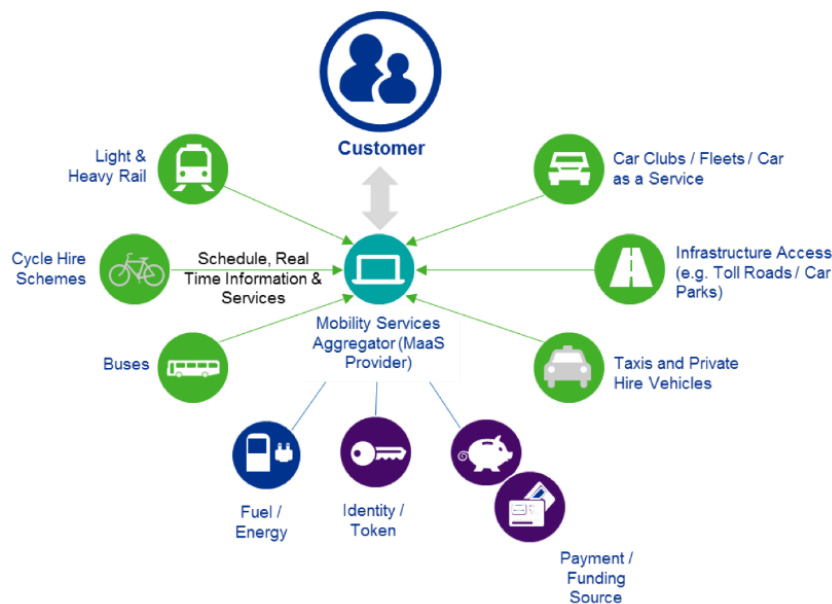 Customer
Light &
Heavy Rail
Car Clubs / Fleets / Car
as a Service
Cycle Hire
Schemes
Schedule, Real
Time Information &
Services
Infrastructure Access
(e.g. Toll Roads / Car
Parks)
Mobility Services
Aggregator (MaaS
Provider)
Buses
Taxis and Private
Hire Vehicles
Fuel /
Energy
Identity /
Token
Payment /
Funding
Source